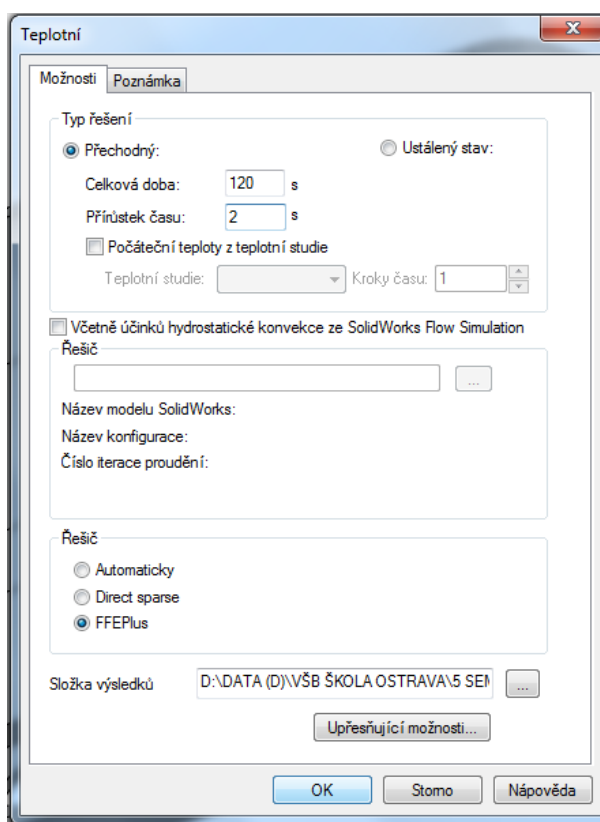 Teplotní
Možnosti Poznámka
Typ řešení
Přechodný: Ustálený stav:
Celková doba: 120 s
Přírůstek času: 2 s
Počáteční teploty z teplotní studie
Teplotní studie: Kroky času: 1
Včetně účinků hydrostatické konvekce ze SolidWorks Flow Simulation
Řešič
...
Název modelu SolidWorks:
Název konfigurace:
Číslo iterace proudění:
Řešič
Automaticky
Direct sparse
FFEPlus
Složka výsledků D:\DATA (D)\VŠB ŠKOLA OSTRAVA\5 SEM ...
Upřesňující možnosti...
OK Storno Nápověda